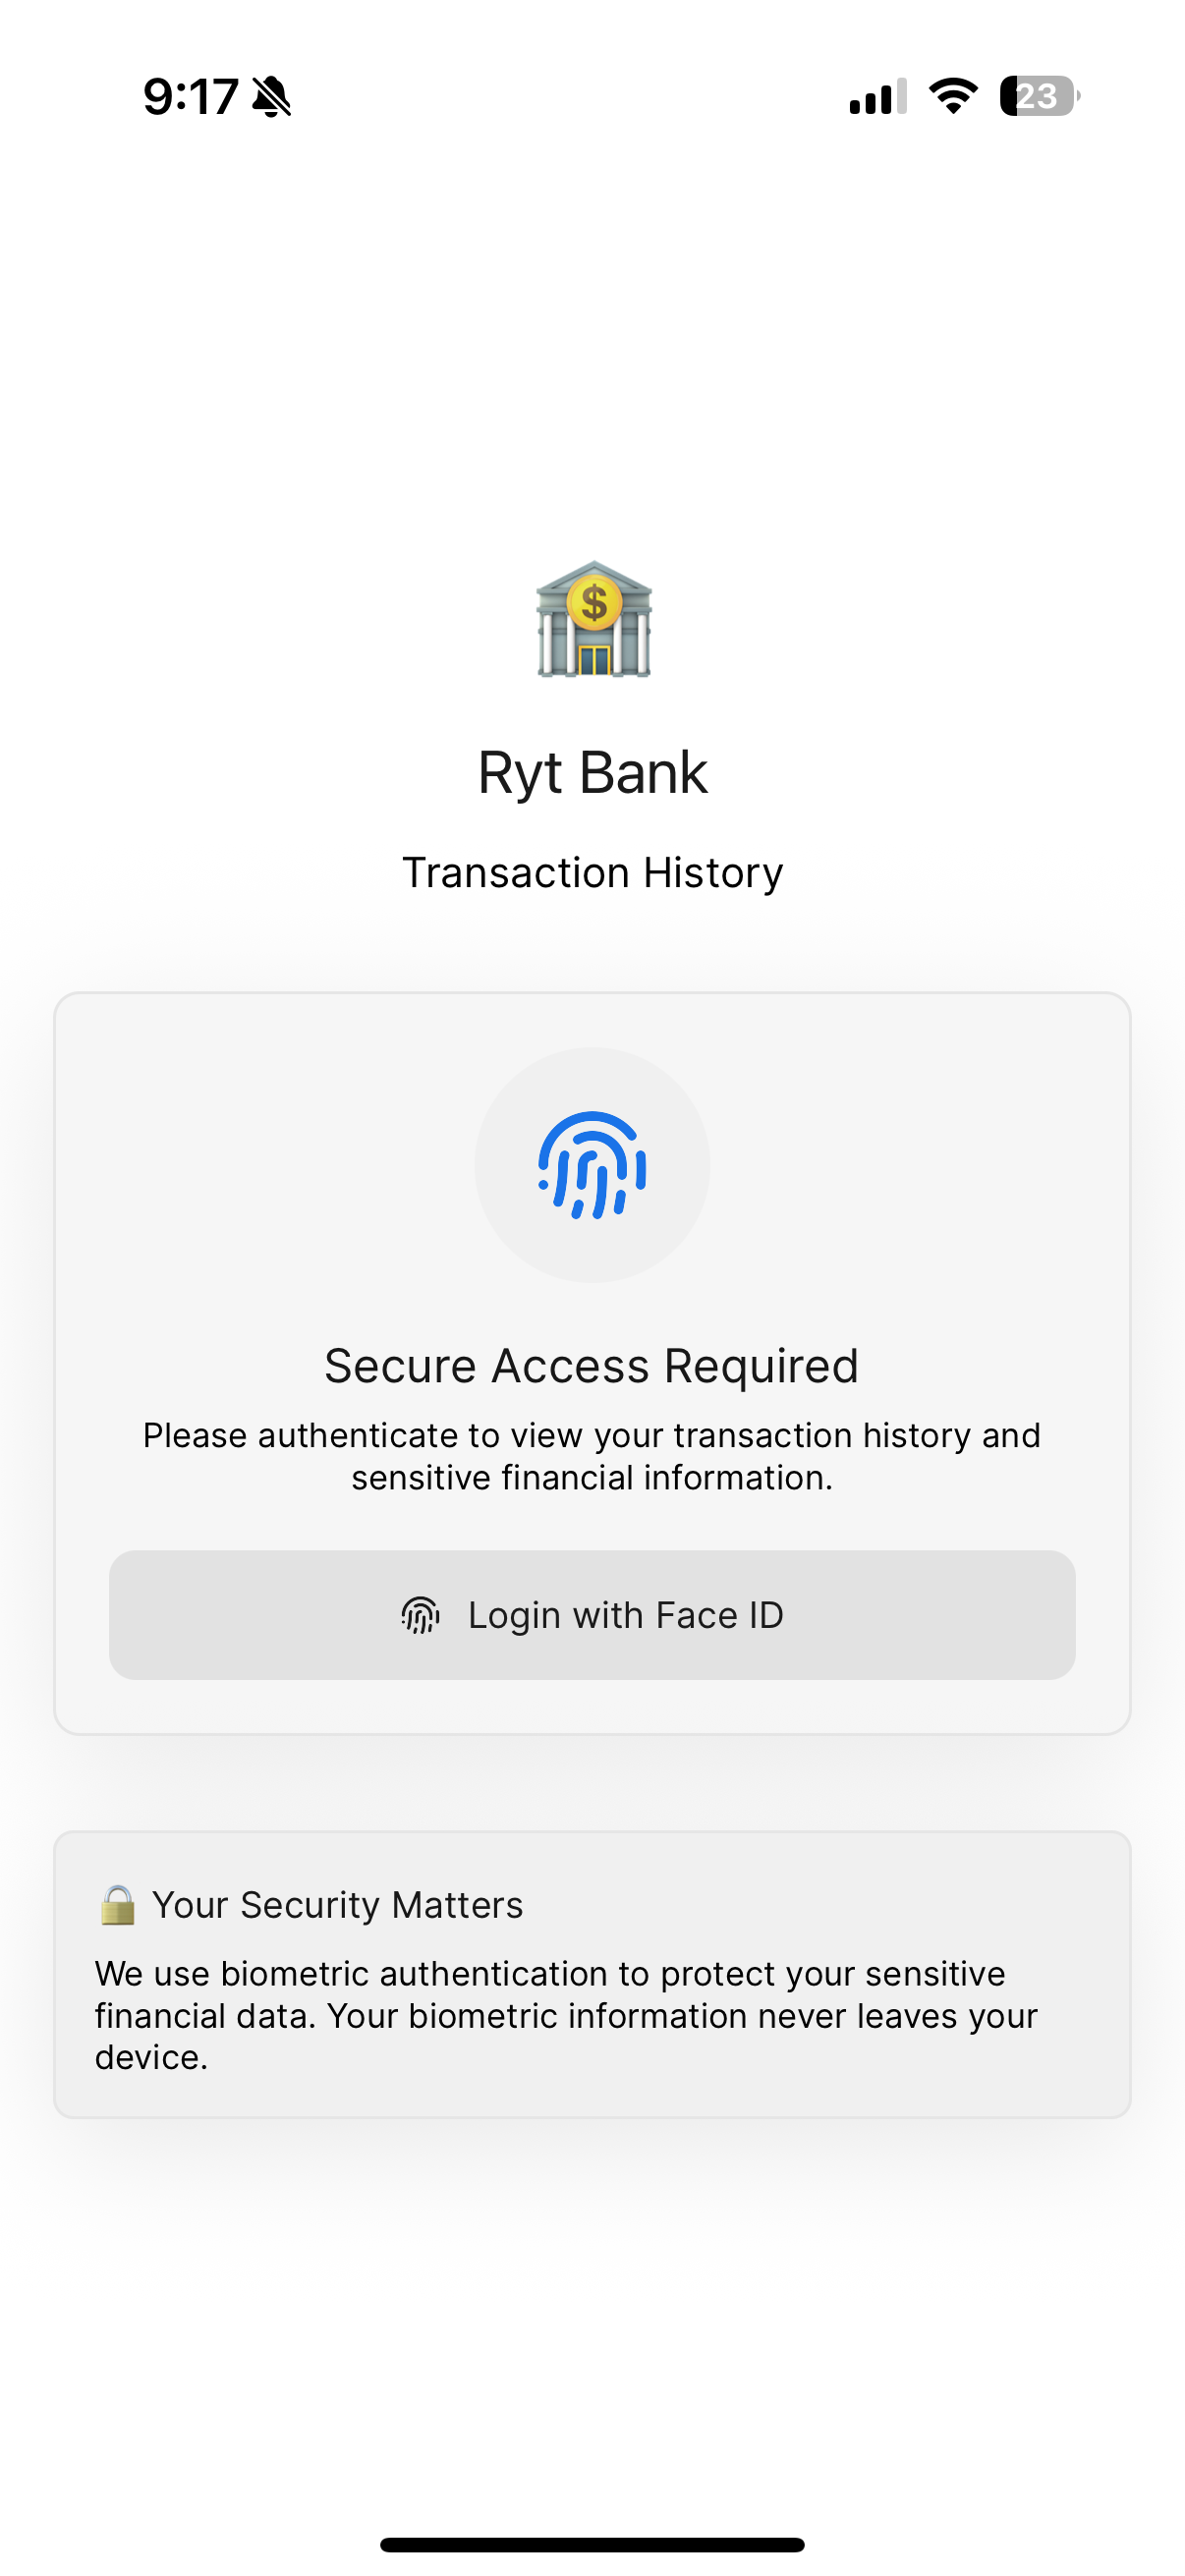 9:17
23
Ryt Bank
Transaction History
Secure Access Required
Please authenticate to view your transaction history and
sensitive financial information.
Login with Face ID
🔒 Your Security Matters
We use biometric authentication to protect your sensitive
financial data. Your biometric information never leaves your
device.